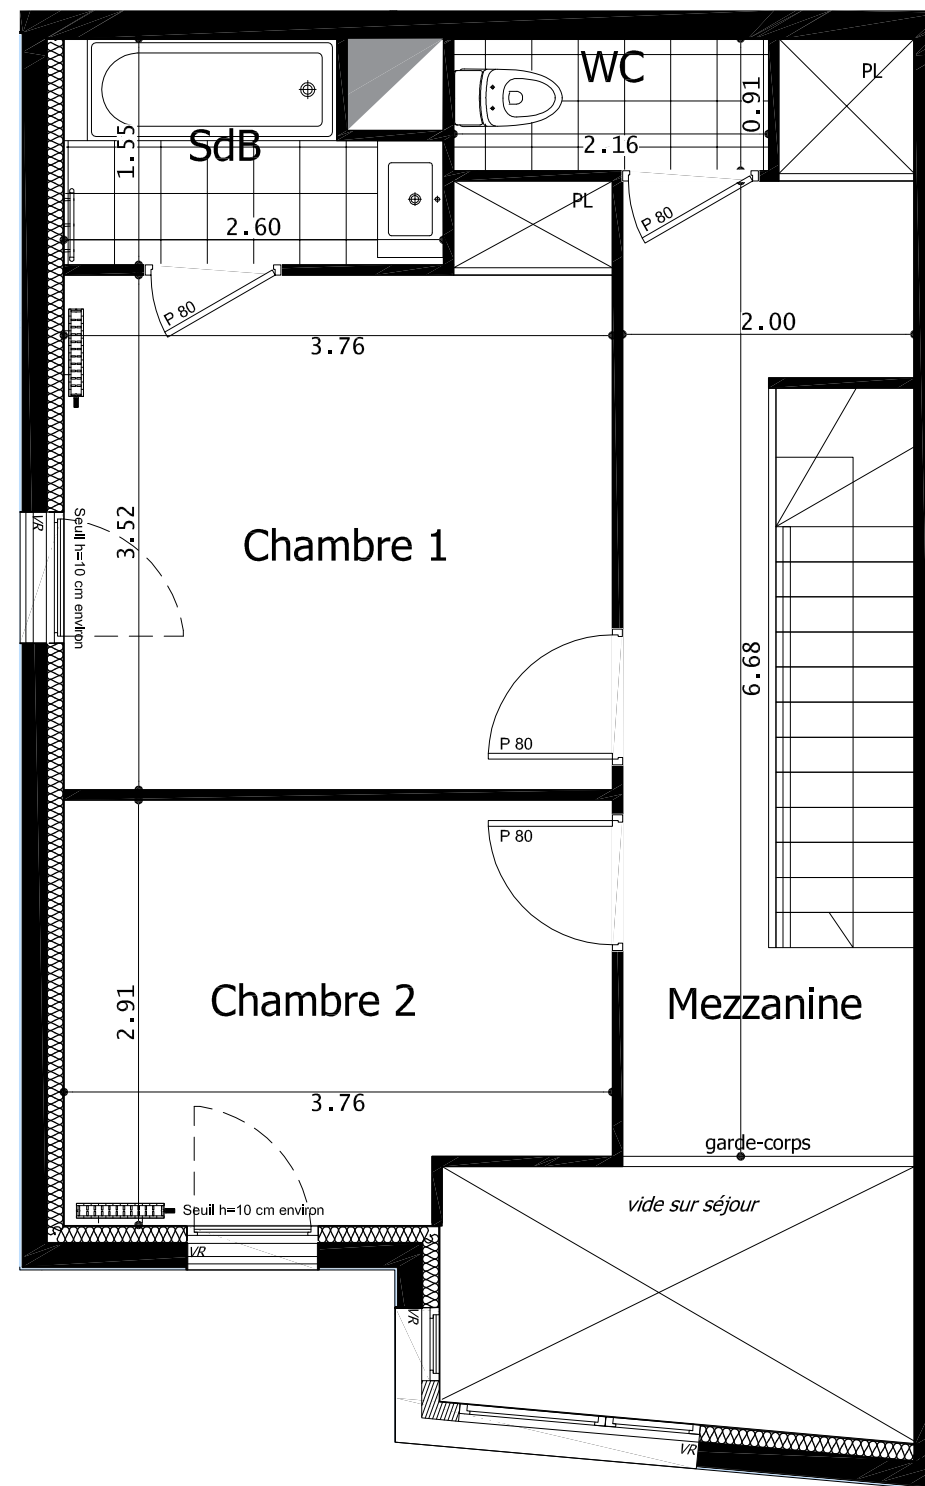 WC
PL
0.91
2.16
SdB
1.55
PL
P 80
2.60
P 80
2.00
3.76
VR
Seuil h=10 cm environ
3.52
Chambre 1
6.68
P 80
P 80
2.91
Chambre 2
Mezzanine
3.76
garde-corps
vide sur séjour
Seuil h=10 cm environ
VR
VR
VR